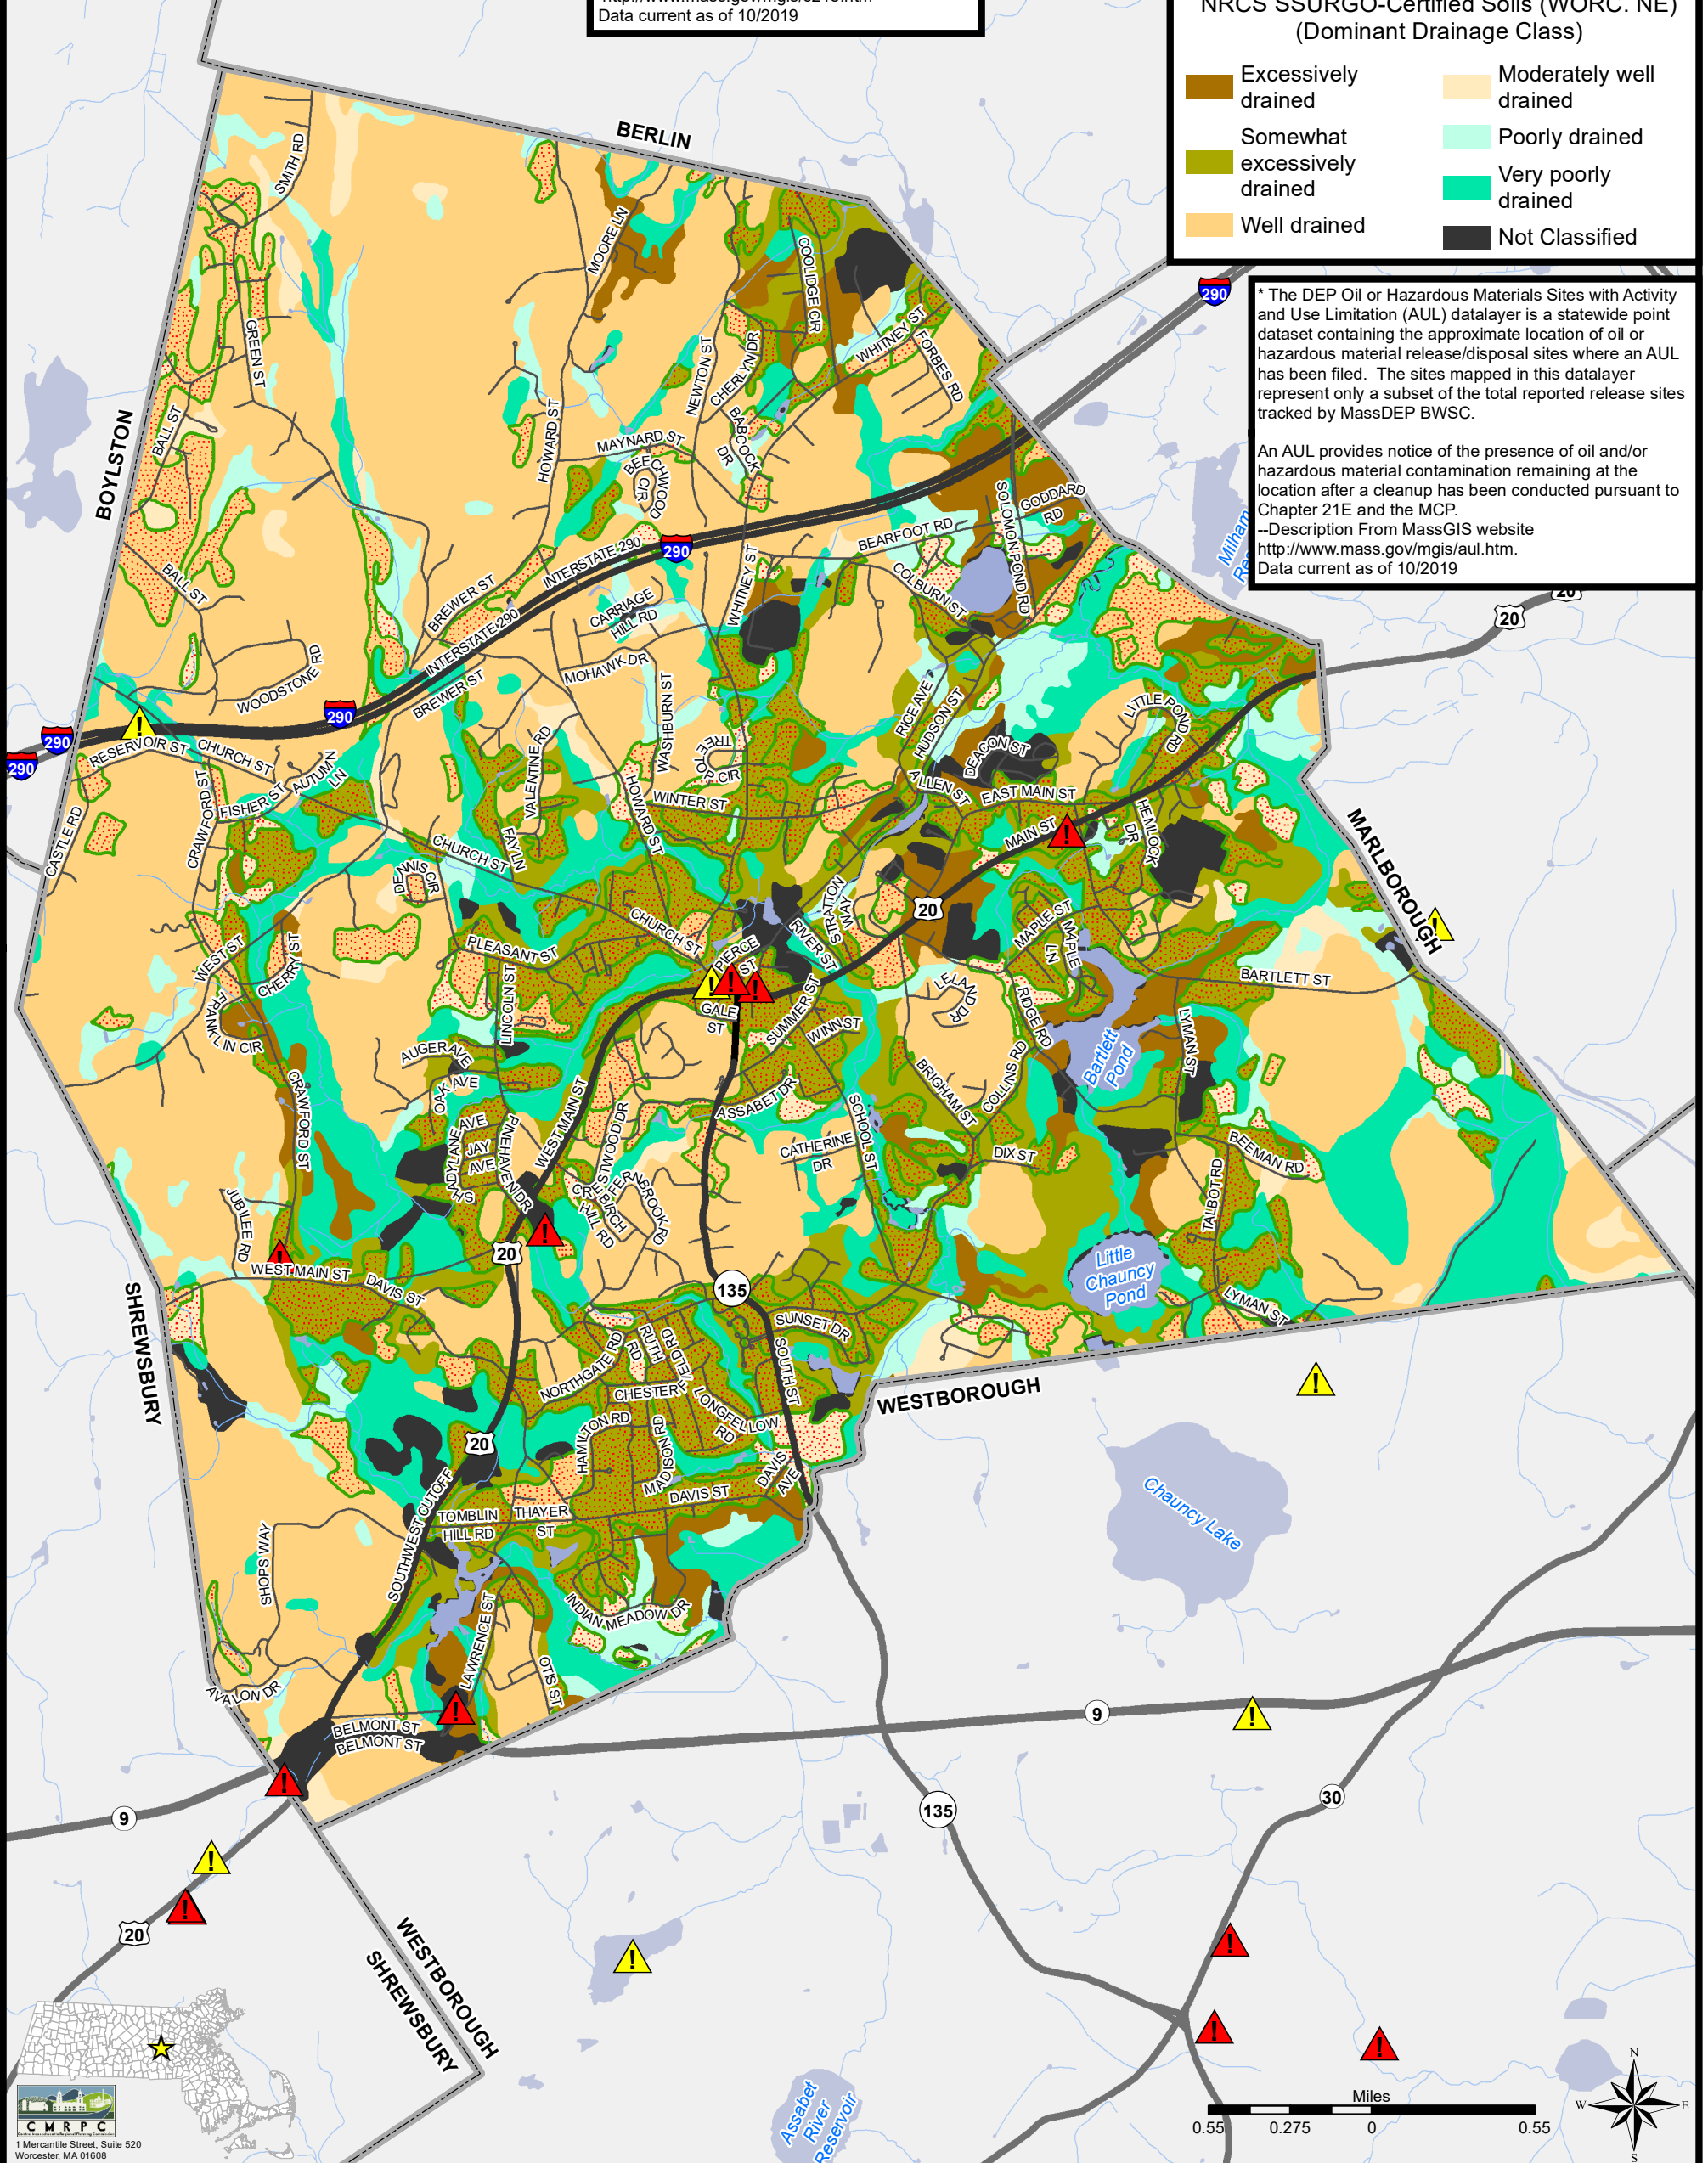 Data current as of 10/2019
NRCS SSURGO-Certified Soils (WORC. NE)
(Dominant Drainage Class)
Excessively
drained
Somewhat
excessively
drained
Well drained
Moderately well
drained
Poorly drained
Very poorly
drained
Not Classified
* The DEP Oil or Hazardous Materials Sites with Activity
and Use Limitation (AUL) datalayer is a statewide point
dataset containing the approximate location of oil or
hazardous material release/disposal sites where an AUL
has been filed.  The sites mapped in this datalayer
represent only a subset of the total reported release sites
tracked by MassDEP BWSC.
An AUL provides notice of the presence of oil and/or
hazardous material contamination remaining at the
location after a cleanup has been conducted pursuant to
Chapter 21E and the MCP.
--Description From MassGIS website
http://www.mass.gov/mgis/aul.htm.
Data current as of 10/2019
BERLIN
SMITH RD
MOORE LN
COOLIDGE CIR
290
WHITNEY ST
FORBES RD
GREEN ST
NEWTON ST
CHERLYN DR
BABCOCK
DR
BALL ST
BOYLSTON
HOWARD ST
MAYNARD ST
BEECHWOOD
CIR
SOLOMON POND RD
GODDARD
RD
BEARFOOT RD
Milham
INTERSTATE 290
290
BALL ST
BREWER ST
COLBURN ST
WHITNEY ST
CARRIAGE
HILL RD
20
20
INTERSTATE 290
MOHAWK DR
WOODSTONE RD
BREWER ST
WASHBURN ST
RICE AVE
HUDSON ST
LITTLE POND
RD
290
290
290
RESERVOIR ST
CHURCH ST
AUTUMN
LN
VALENTINE RD
TREE
TOP CIR
DEACON ST
ALLEN ST
EAST MAIN ST
CASTLE RD
CRAWFORD ST
FISHER ST
HOWARD ST
WINTER ST
MAIN ST
HEMLOCK
DR
MARLBOROUGH
FAY LN
CHURCH ST
DENNIS CIR
20
STRATTON
WAY
MAPLE ST
MAPLE
LN
CHURCH ST
RIVER ST
PIERCE
ST
WEST ST
CHERRY ST
PLEASANT ST
LINCOLN ST
BARTLETT ST
LELAND
DR
RIDGE RD
GALE
ST
SUMMER ST
WINN ST
FRANKLIN CIR
LYMAN ST
Bartlett
Pond
AUGER AVE
OAK AVE
CRAWFORD ST
BRIGHAM ST
COLLINS RD
WEST MAIN ST
ASSABET DR
SCHOOL ST
CRESTWOOD DR
SHADYLANE AVE
JAY
AVE
PINEHAVEN DR
CATHERINE
DR
DIX ST
BEEMAN RD
TALBOT RD
FERNBROOK RD
BIRCH
HILL RD
JUBILEE RD
20
WEST MAIN ST
DAVIS ST
135
Little
Chauncy
Pond
LYMAN ST
SHREWSBURY
SUNSET DR
SOUTH ST
NORTHGATE RD
RUTH
RD
CHESTERFIELD RD
LONGFELLOW
RD
WESTBOROUGH
HAMILTON RD
MADISON RD
20
DAVIS
AVE
DAVIS ST
Chauncy Lake
SOUTHWEST CUTOFF
TOMBLIN
HILL RD
THAYER
ST
SHOPS WAY
LAWRENCE ST
INDIAN MEADOW DR
OTIS ST
AVALON DR
BELMONT ST
BELMONT ST
9
9
135
30
20
WESTBOROUGH
SHREWSBURY
Assabet
River
Reservoir
CMRPC
1 Mercantile Street, Suite 520
Worcester, MA 01608
Miles
0.55 0.275 0 0.55
N
W E
S